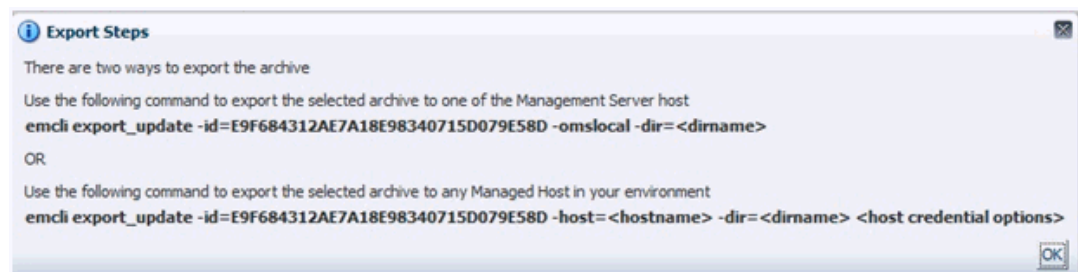 Export Steps
There are two ways to export the archive
Use the following command to export the selected archive to one of the Management Server host
emcli export_update -id=E9F684312AE7A18E98340715D079E58D -omslocal -dir=<dirname>
OR
Use the following command to export the selected archive to any Managed Host in your environment
emcli export_update -id=E9F684312AE7A18E98340715D079E58D -host=<hostname> -dir=<dirname> <host credential options>
OK